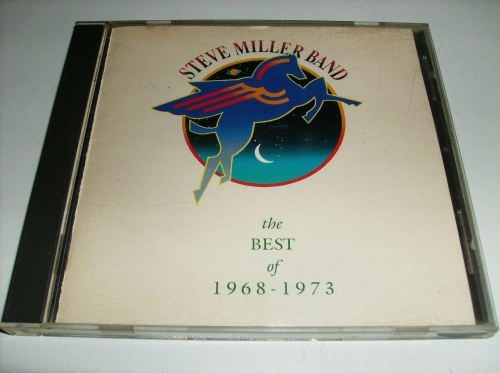 STEVE MILLER BAND
the
BEST
of
1968-1973